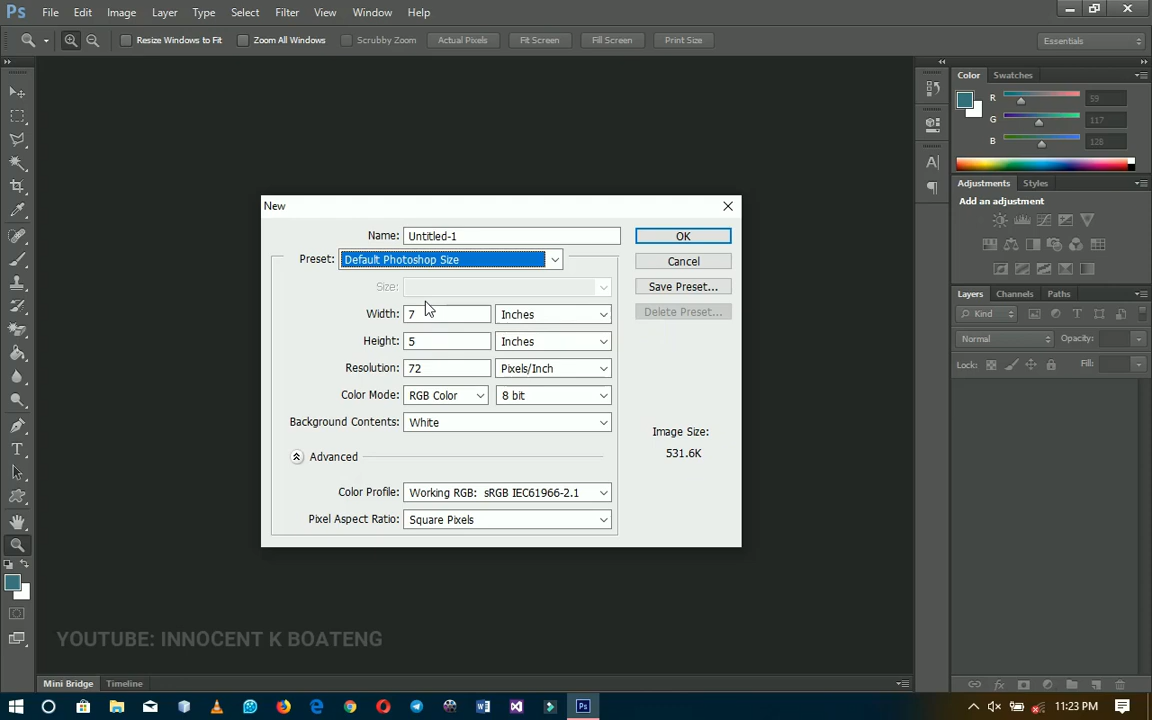 Ps File Edit Image Layer Type Select Filter View Window Help
Resize Windows to Fit Zoom All Windows Scrubby Zoom Actual Pixels Fit Screen Fill Screen Print Size Essentials
Color Swatches
R 59
G 117
B 128
Adjustments Styles
Add an adjustment
Layers Channels Paths
Kind
Normal Opacity:
Lock: Fill:
New
Name: Untitled-1 OK
Preset: Default Photoshop Size Cancel
Size: Save Preset...
Width: 7 Inches Delete Preset...
Height: 5 Inches
Resolution: 72 Pixels/Inch
Color Mode: RGB Color 8 bit
Background Contents: White
Image Size:
531.6K
Advanced
Color Profile: Working RGB: sRGB IEC61966-2.1
Pixel Aspect Ratio: Square Pixels
YOUTUBE: INNOCENT K BOATENG
Mini Bridge Timeline
11:23 PM